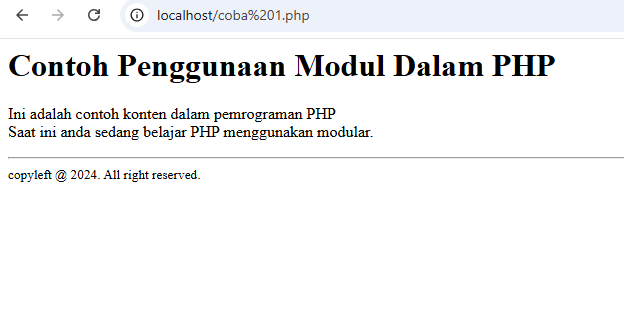 localhost/coba%201.php
Contoh Penggunaan Modul Dalam PHP
Ini adalah contoh konten dalam pemrograman PHP
Saat ini anda sedang belajar PHP menggunakan modular.
copyleft @ 2024. All right reserved.